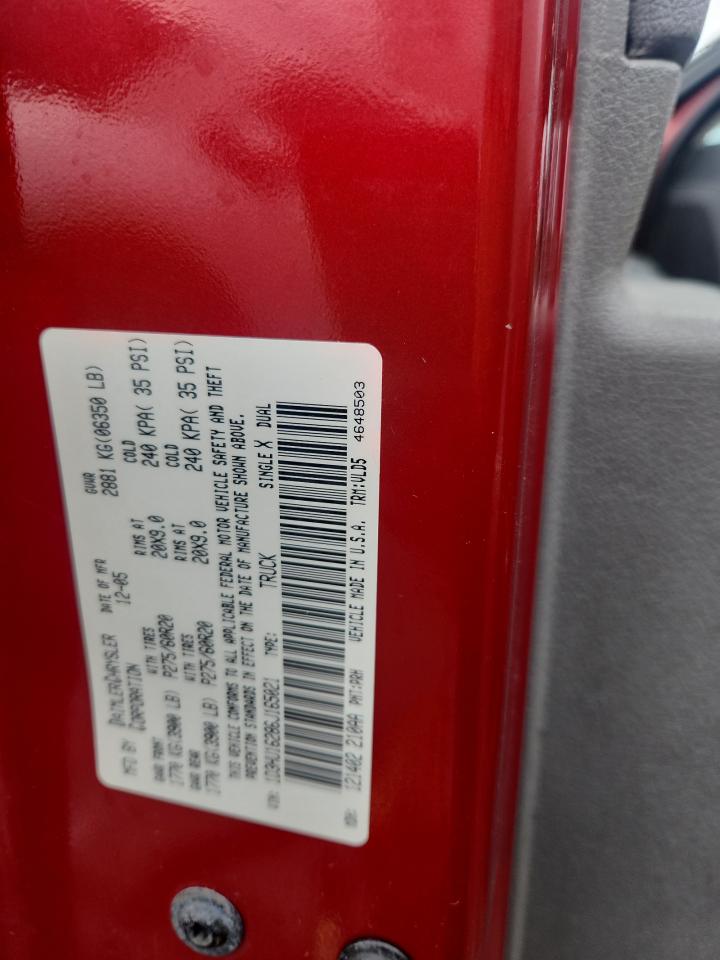 MFD BY DAIMLERCHRYSLER CORPORATION
DATE OF MFR 12-05
GVWR 2881 KG(06350 LB)
GAWR FRONT WITH TIRES RIMS AT COLD
1770 KG(3900 LB) P275/60R20 20X9.0 240 KPA( 35 PSI)
GAWR REAR WITH TIRES RIMS AT COLD
1770 KG(3900 LB) P275/60R20 20X9.0 240 KPA( 35 PSI)
THIS VEHICLE CONFORMS TO ALL APPLICABLE FEDERAL MOTOR VEHICLE SAFETY AND THEFT
PREVENTION STANDARDS IN EFFECT ON THE DATE OF MANUFACTURE SHOWN ABOVE.
VIN: TYPE: TRUCK SINGLE X DUAL
MDH: 121402 210AA PNT:PRH VEHICLE MADE IN U.S.A. TRM:VLD5 4648503